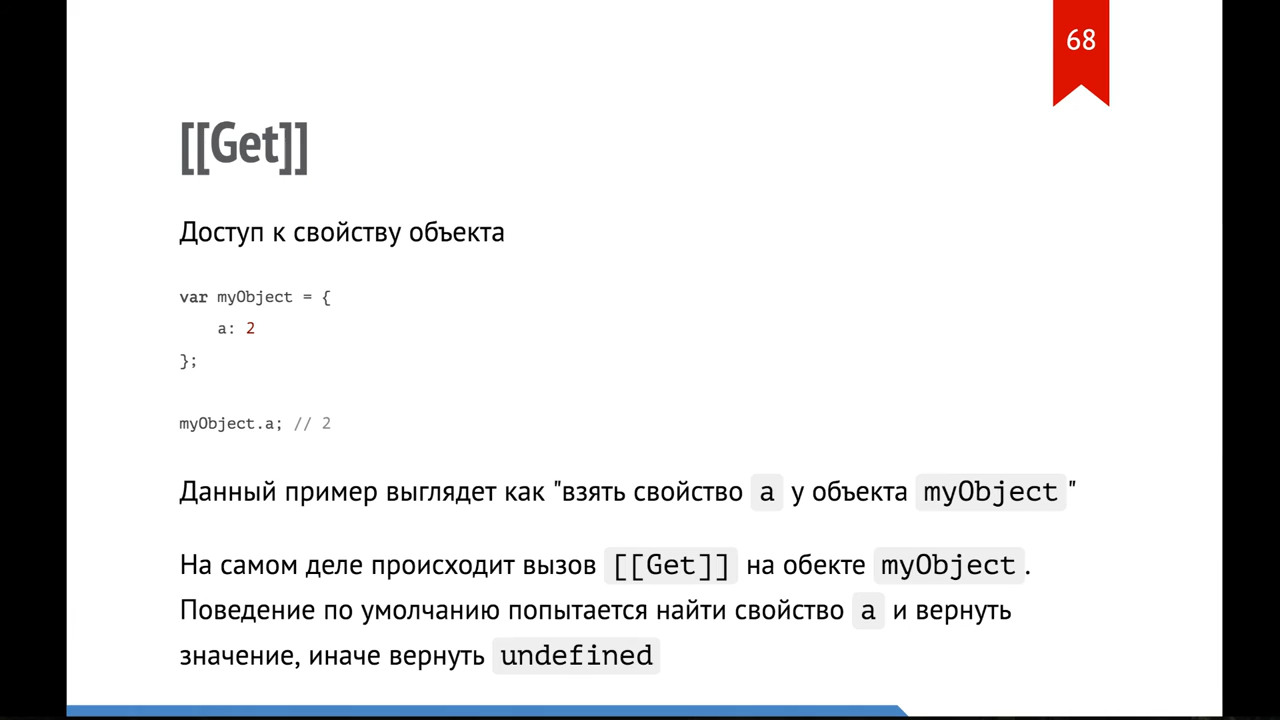 68
[[Get]]
Доступ к свойству объекта
var myObject = {
    a: 2
};
myObject.a; // 2
Данный пример выглядет как "взять свойство a у объекта myObject"
На самом деле происходит вызов [[Get]] на обекте myObject.
Поведение по умолчанию попытается найти свойство a и вернуть
значение, иначе вернуть undefined